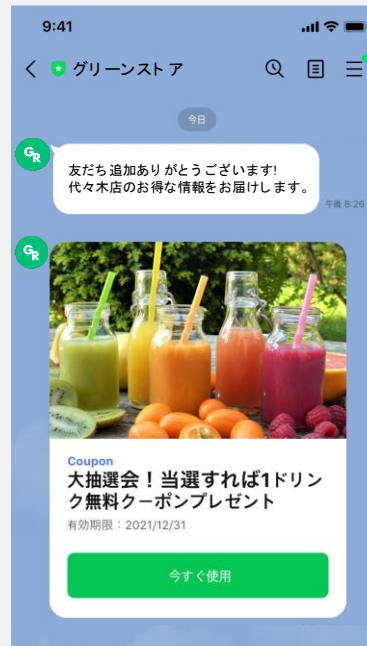 9:41
グリーンストア
今日
GR
友だち追加ありがとうございます!
代々木店のお得な情報をお届けします。
午後 8:26
GR
Coupon
大抽選会！当選すれば1ドリン
ク無料クーポンプレゼント
有効期限：2021/12/31
今すぐ使用